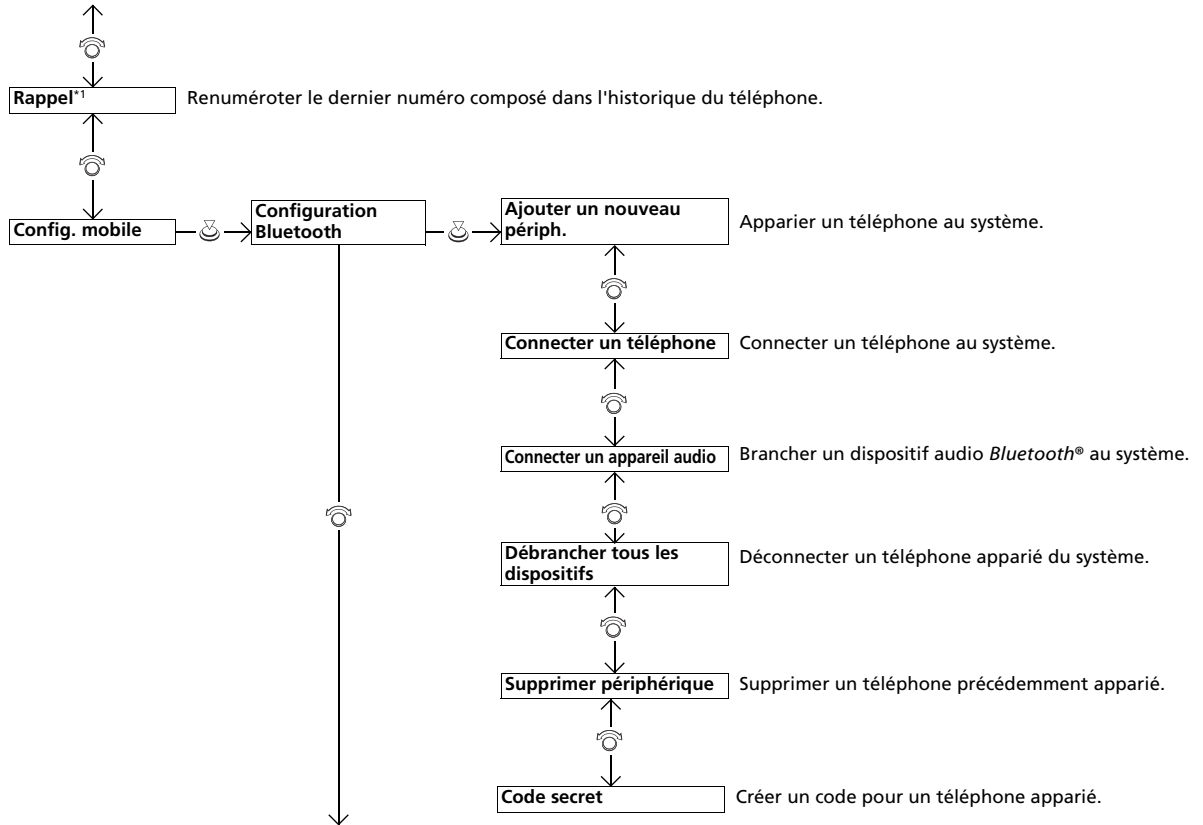 Rappel*1 Renuméroter le dernier numéro composé dans l'historique du téléphone.
Config. mobile
Configuration
Bluetooth
Ajouter un nouveau
périph.
Apparier un téléphone au système.
Connecter un téléphone Connecter un téléphone au système.
Connecter un appareil audio Brancher un dispositif audio Bluetooth® au système.
Débrancher tous les
dispositifs
Déconnecter un téléphone apparié du système.
Supprimer périphérique Supprimer un téléphone précédemment apparié.
Code secret Créer un code pour un téléphone apparié.